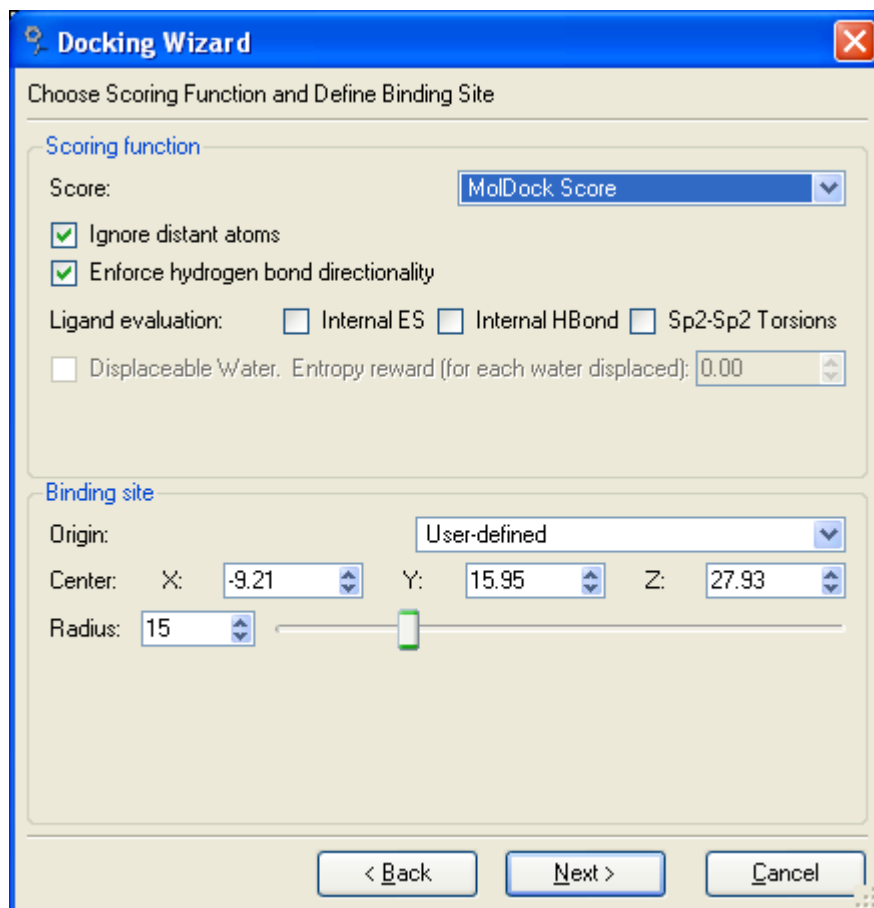 Docking Wizard
Choose Scoring Function and Define Binding Site
Scoring function
Score: MolDock Score
Ignore distant atoms
Enforce hydrogen bond directionality
Ligand evaluation: Internal ES Internal HBond Sp2-Sp2 Torsions
Displaceable Water. Entropy reward (for each water displaced): 0.00
Binding site
Origin: User-defined
Center: X: -9.21 Y: 15.95 Z: 27.93
Radius: 15
< Back Next > Cancel